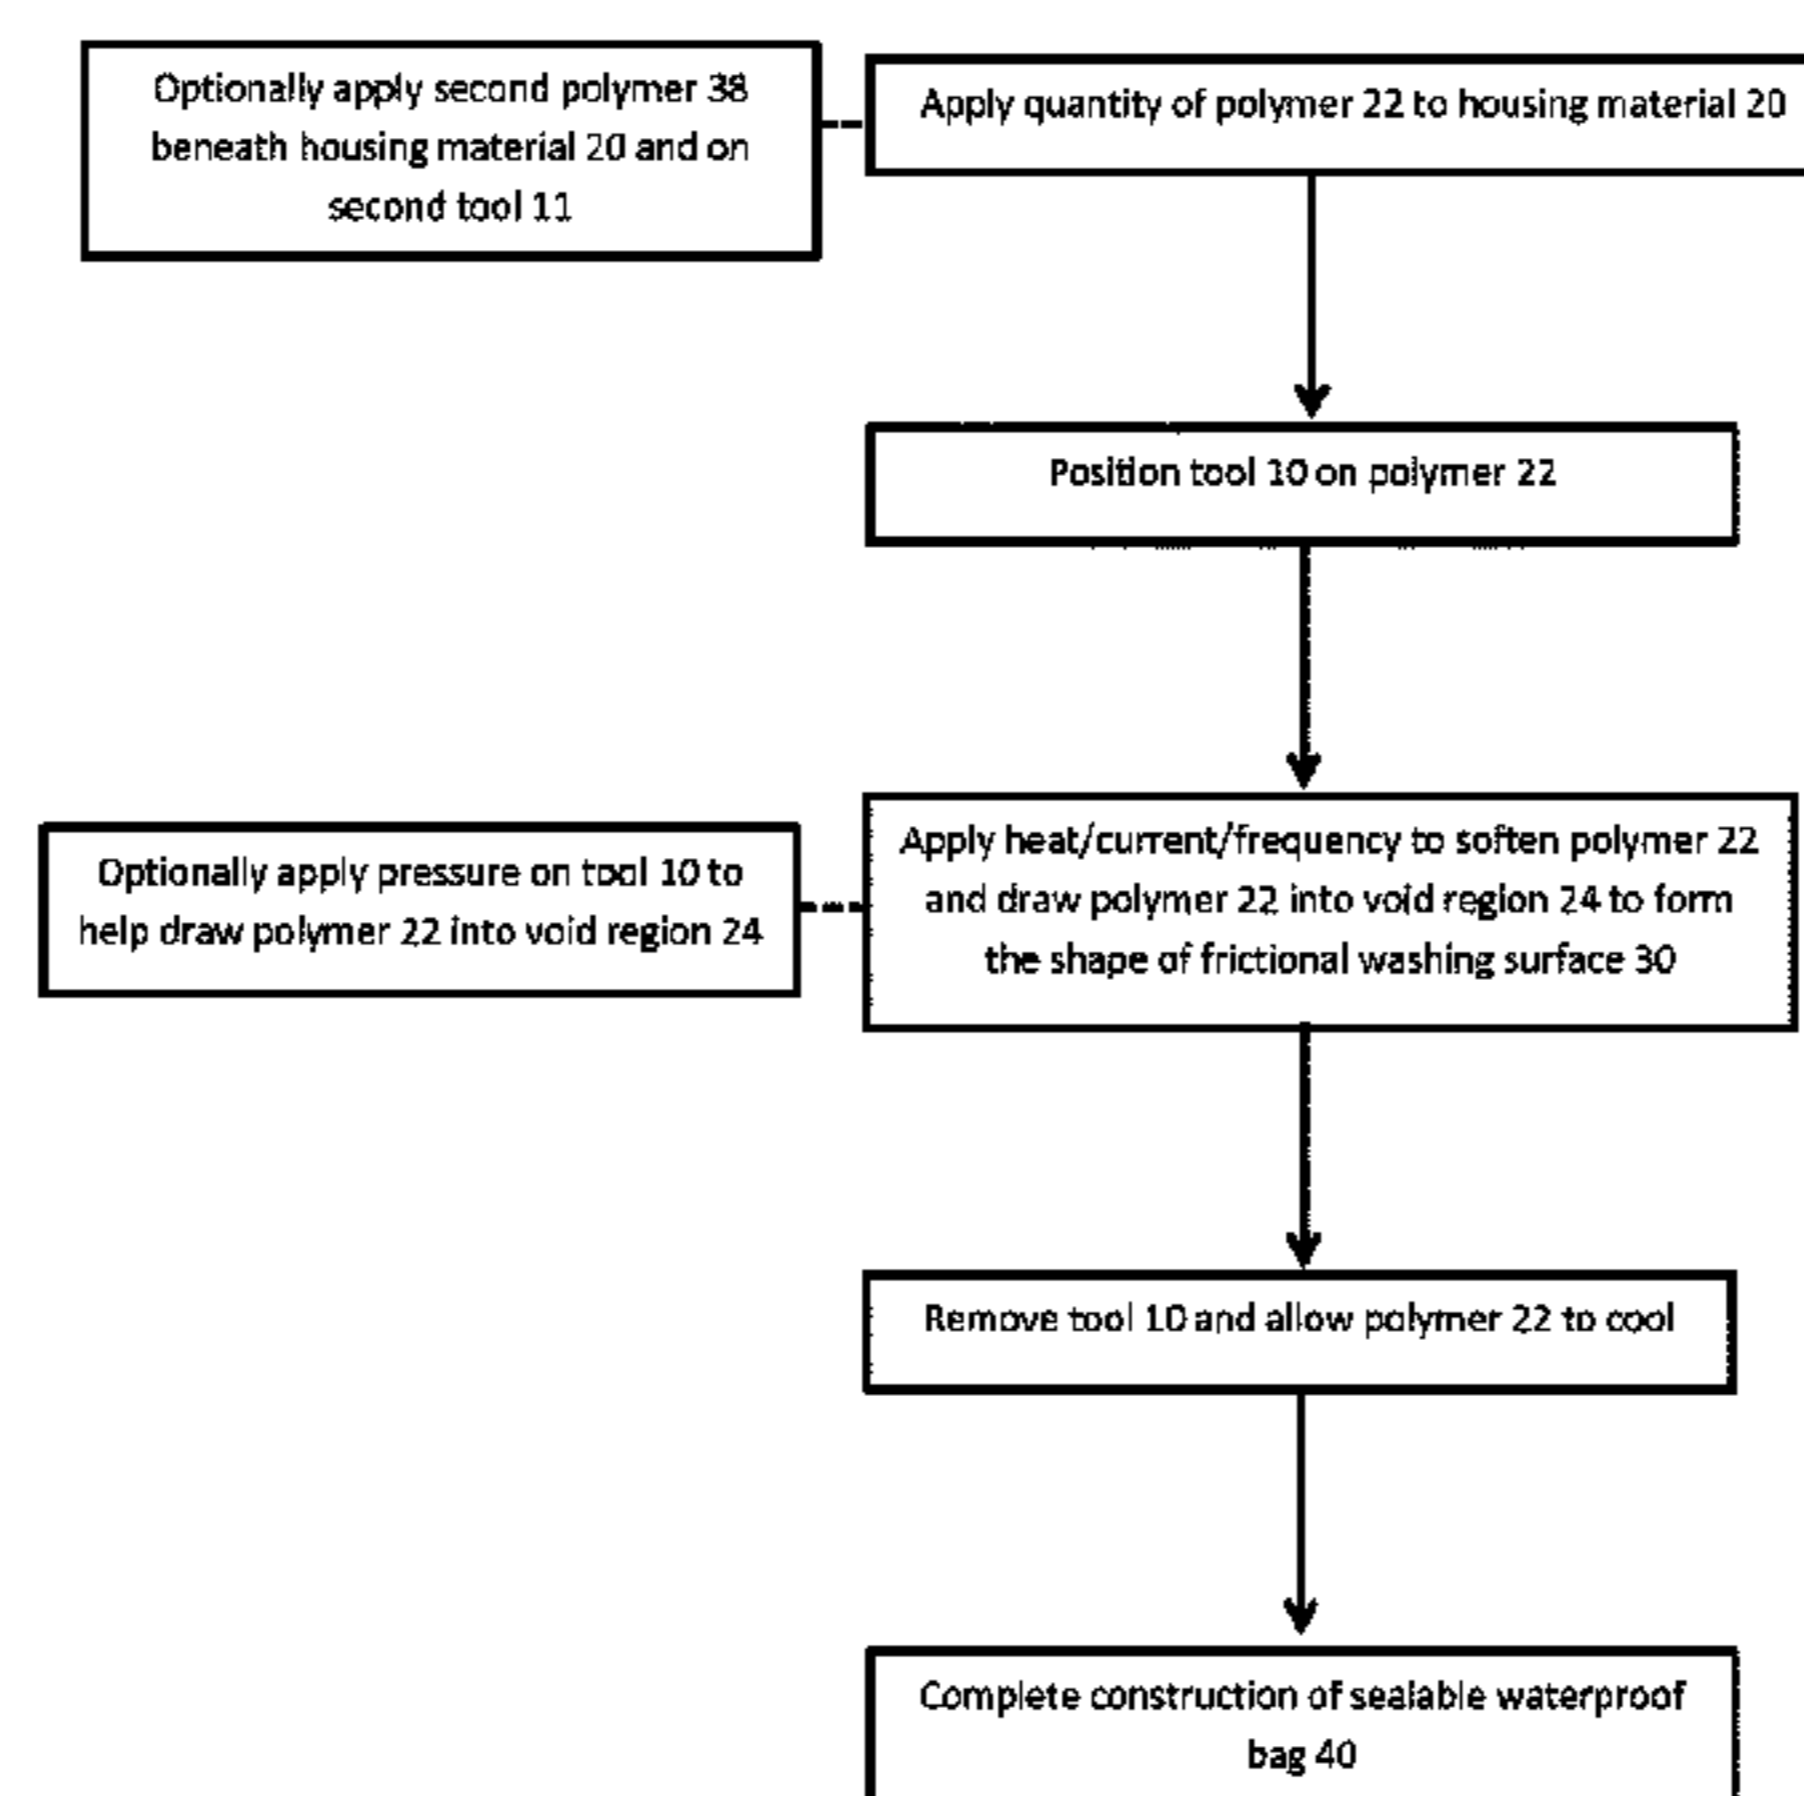 Optionally apply second polymer 38
beneath housing material 20 and on
second tool 11
Apply quantity of polymer 22 to housing material 20
Position tool 10 on polymer 22
Optionally apply pressure on tool 10 to
help draw polymer 22 into void region 24
Apply heat/current/frequency to soften polymer 22
and draw polymer 22 into void region 24 to form
the shape of frictional washing surface 30
Remove tool 10 and allow polymer 22 to cool
Complete construction of sealable waterproof
bag 40